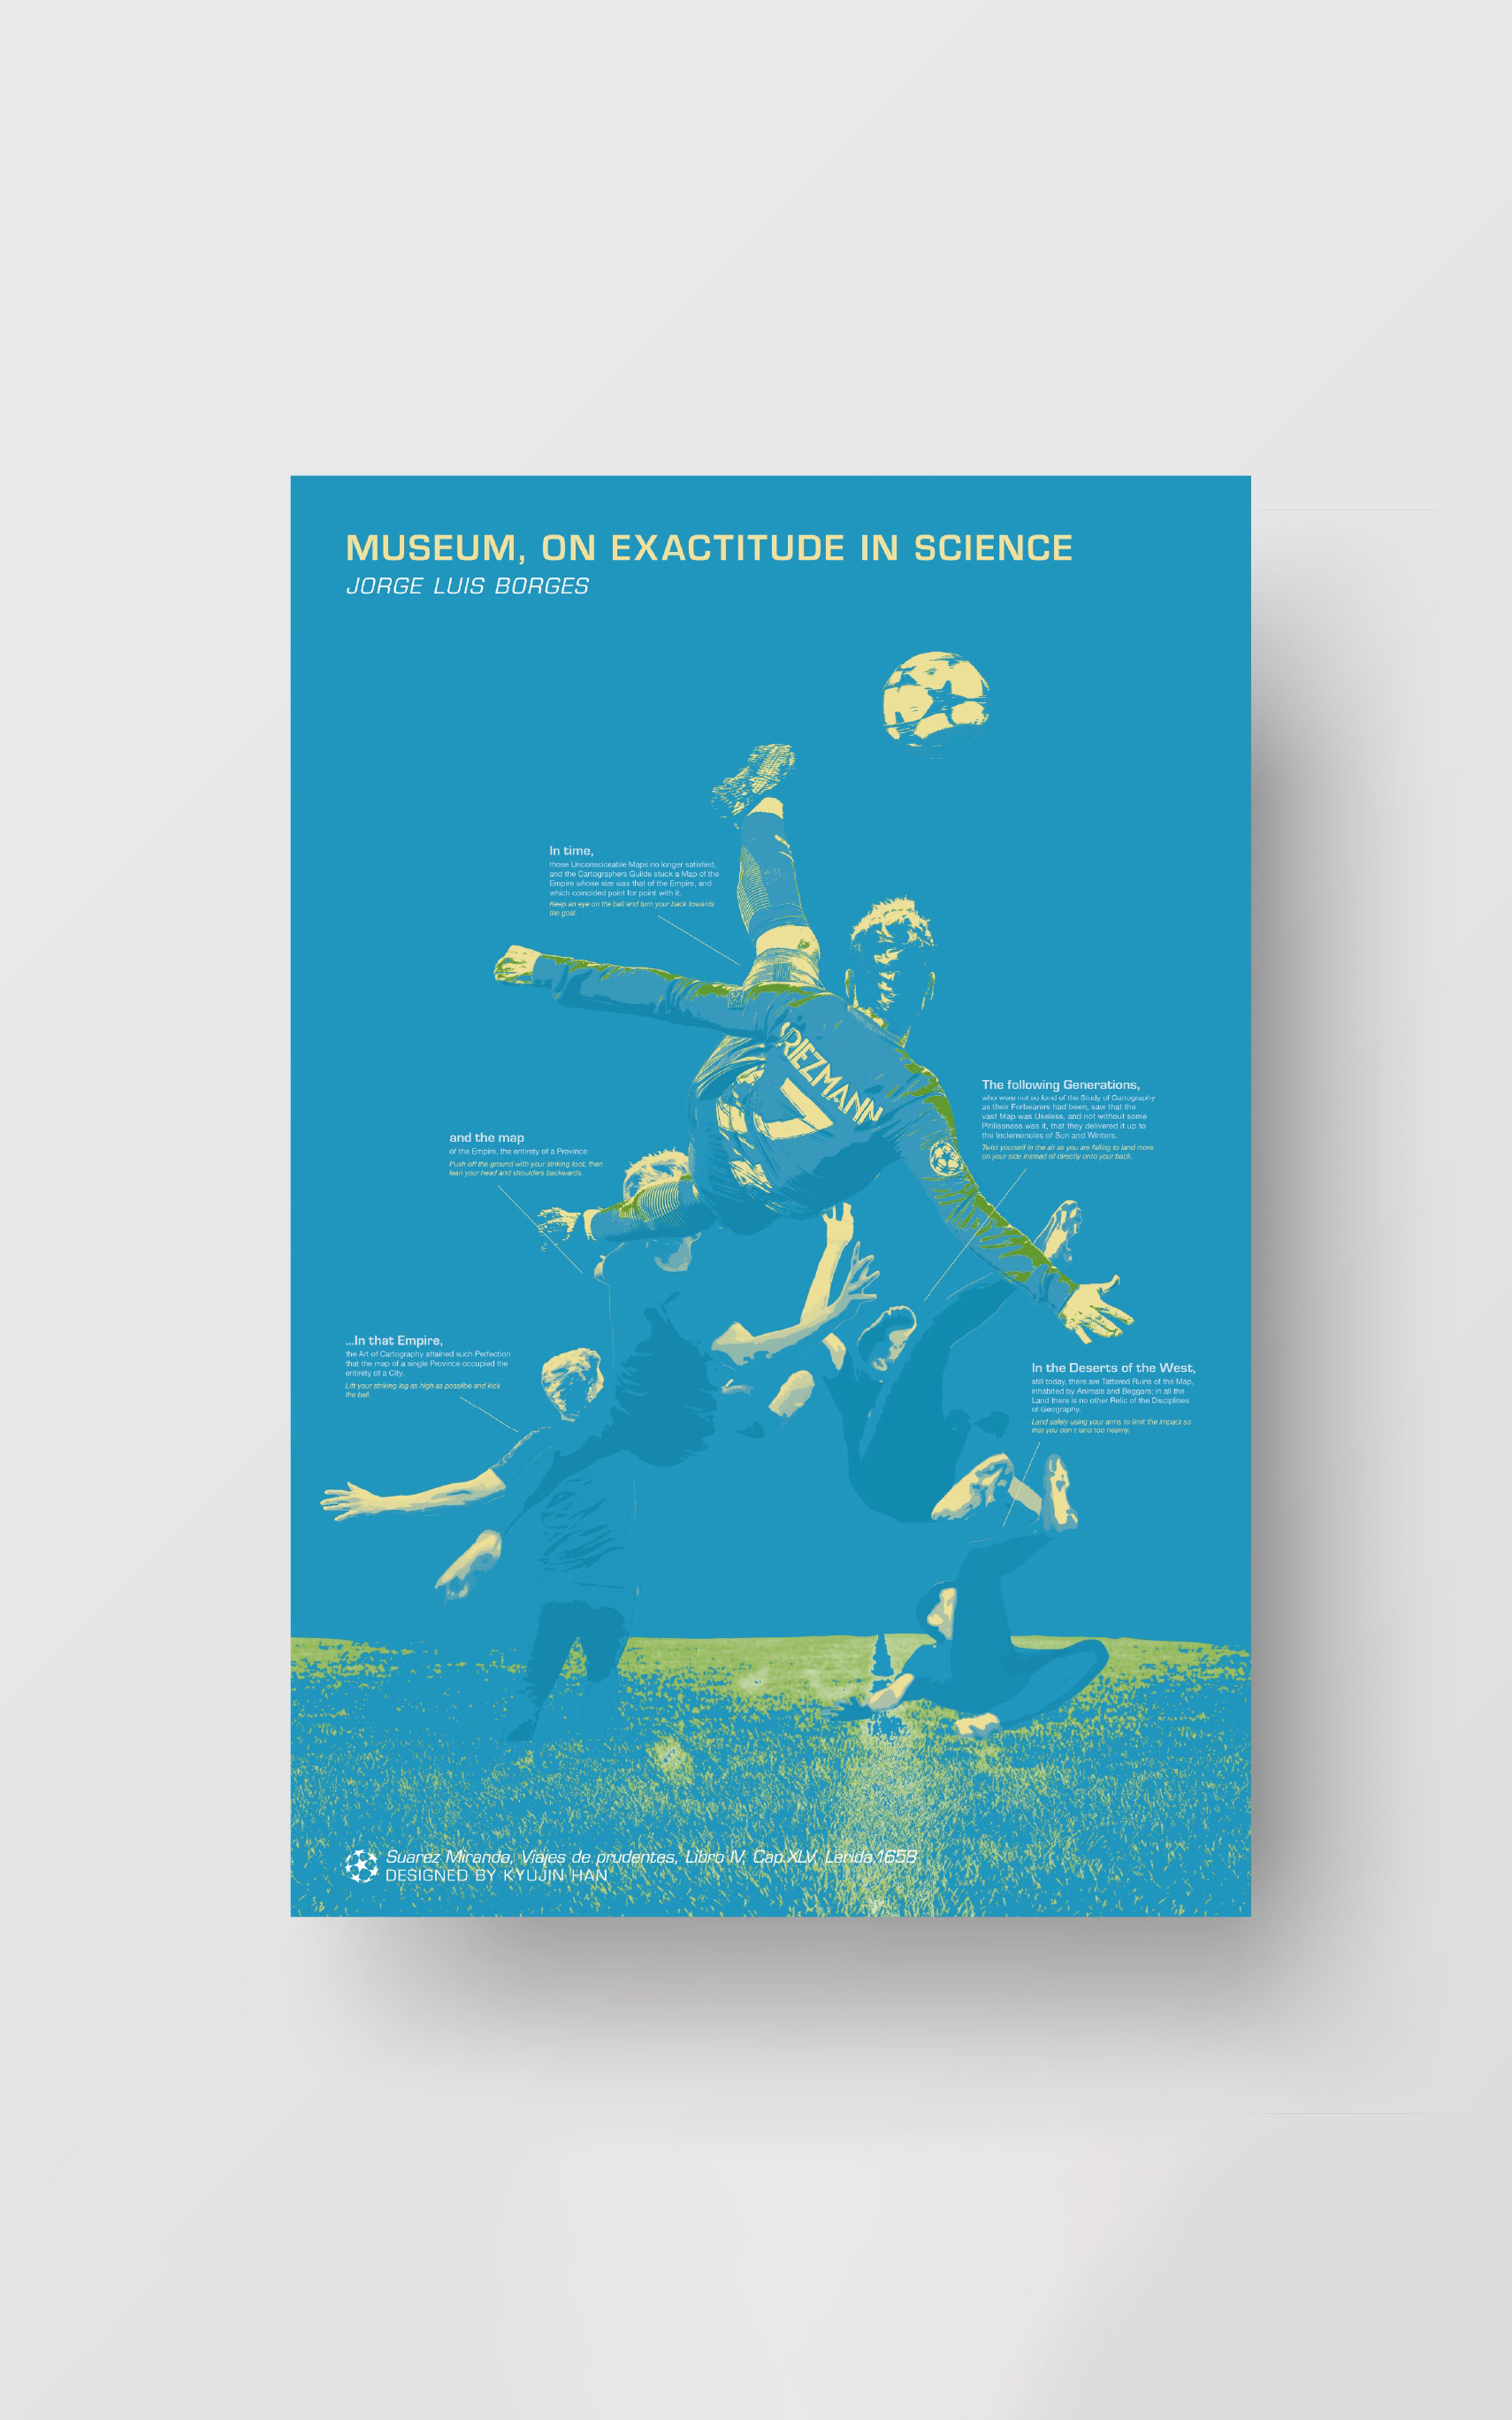 MUSEUM, ON EXACTITUDE IN SCIENCE
JORGE LUIS BORGES
In time,
those Unconscionable Maps no longer satisfied,
and the Cartographers Guilds stuck a Map of the
Empire whose size was that of the Empire, and
which coincided point for point with it.
Keep an eye on the ball and turn your back towards
the goal.
RIEZMANN
7
The following Generations,
who were not so fond of the Study of Cartography
as their Forbearers had been, saw that the
vast Map was Useless, and not without some
Pitiliesness was it, that they delivered it up to
the Inclemencies of Sun and Winters.
Twist yourself in the air as you are falling to land more
on your side instead of directly onto your back.
and the map
of the Empire, the entirety of a Province.
Push off the ground with your striking foot, then
lean your head and shoulders backwards.
...In that Empire,
the Art of Cartography attained such Perfection
that the map of a single Province occupied the
entirety of a City,
Lift your striking leg as high as possilbe and kick
the ball.
In the Deserts of the West,
still today, there are Tattered Ruins of the Map,
inhabited by Animals and Beggars; in all the
Land there is no other Relic of the Disciplines
of Geography.
Land safely using your arms to limit the impact so
that you don't land too heavily.
Suarez Miranda, Viajes de prudentes, Libro IV. Cap.XLV, Lerida,1658
DESIGNED BY KYUJIN HAN